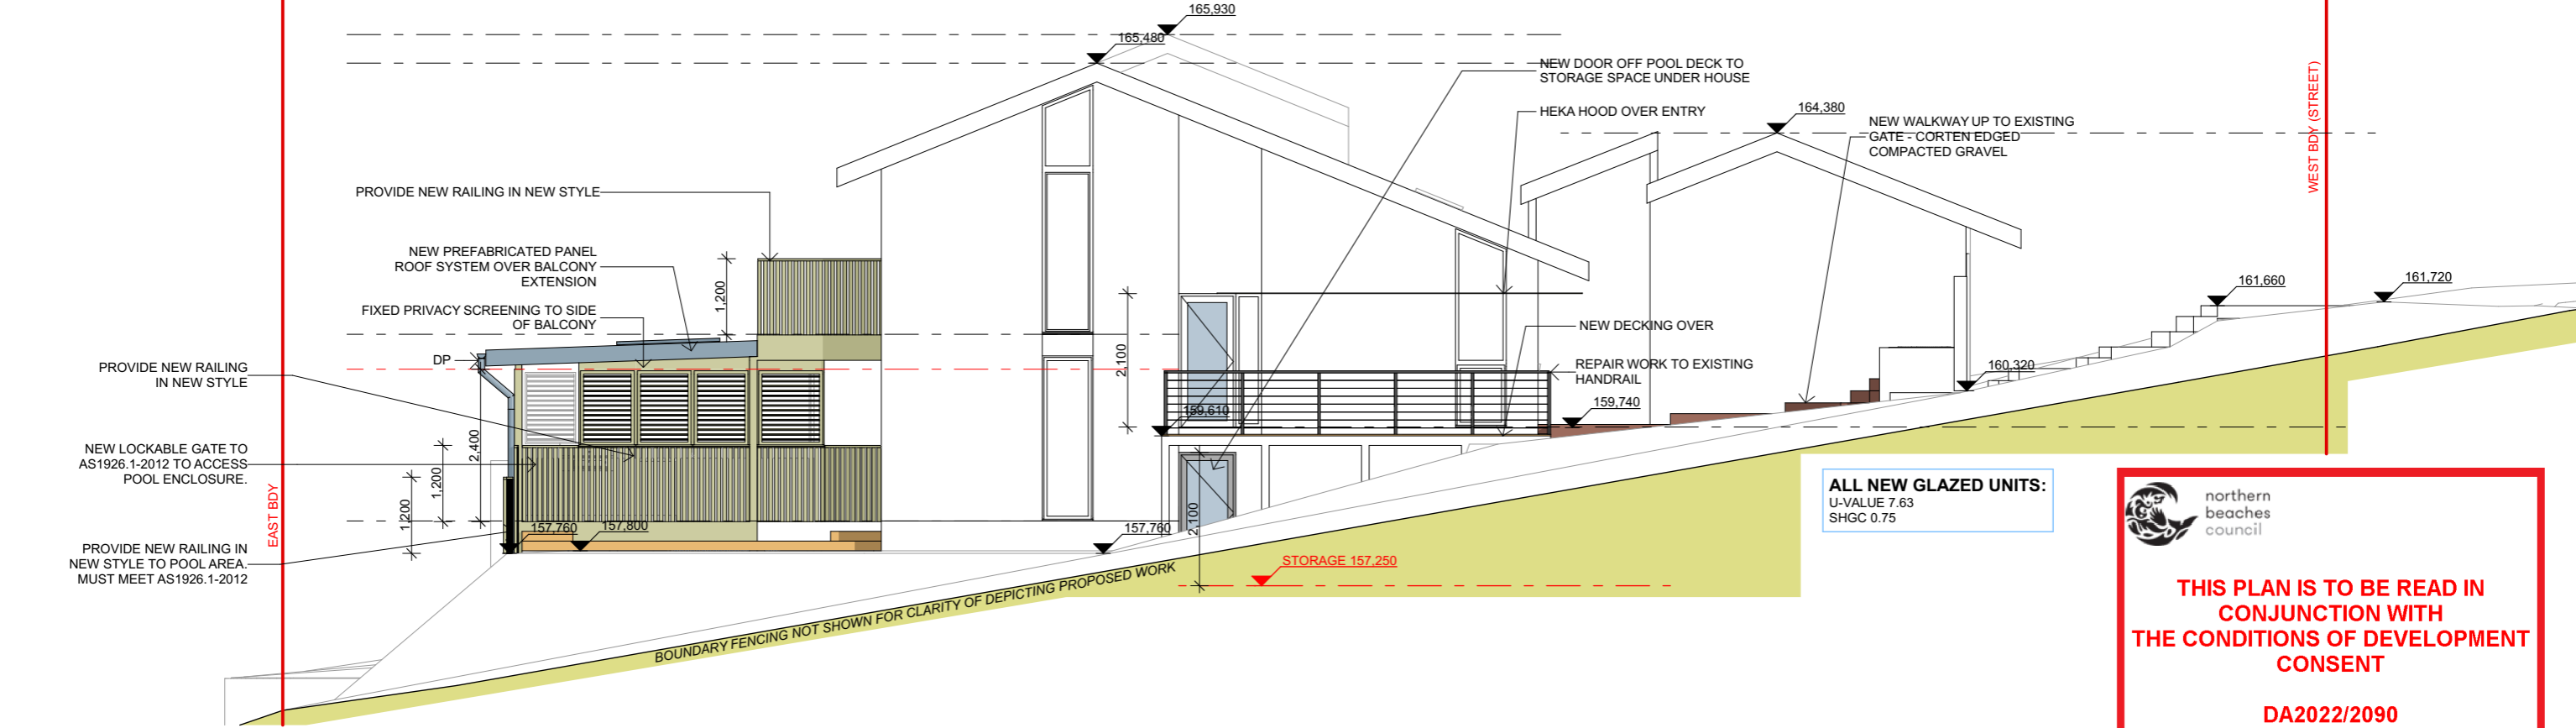 165,930
165,480
NEW DOOR OFF POOL DECK TO
STORAGE SPACE UNDER HOUSE
HEKA HOOD OVER ENTRY
164,380
NEW WALKWAY UP TO EXISTING
GATE - CORTEN EDGED
COMPACTED GRAVEL
WEST BDY (STREET)
PROVIDE NEW RAILING IN NEW STYLE
NEW PREFABRICATED PANEL
ROOF SYSTEM OVER BALCONY
EXTENSION
1,200
FIXED PRIVACY SCREENING TO SIDE
OF BALCONY
161,660
161,720
NEW DECKING OVER
2,100
DP
PROVIDE NEW RAILING
IN NEW STYLE
REPAIR WORK TO EXISTING
HANDRAIL
160,320
159,610
159,740
NEW LOCKABLE GATE TO
AS1926.1-2012 TO ACCESS
POOL ENCLOSURE.
2,400
1,200
1,200
EAST BDY
157,760
157,800
157,760
2,100
ALL NEW GLAZED UNITS:
U-VALUE 7.63
SHGC 0.75
PROVIDE NEW RAILING IN
NEW STYLE TO POOL AREA.
MUST MEET AS1926.1-2012
STORAGE 157,250
BOUNDARY FENCING NOT SHOWN FOR CLARITY OF DEPICTING PROPOSED WORK
northern
beaches
council
THIS PLAN IS TO BE READ IN
CONJUNCTION WITH
THE CONDITIONS OF DEVELOPMENT
CONSENT
DA2022/2090